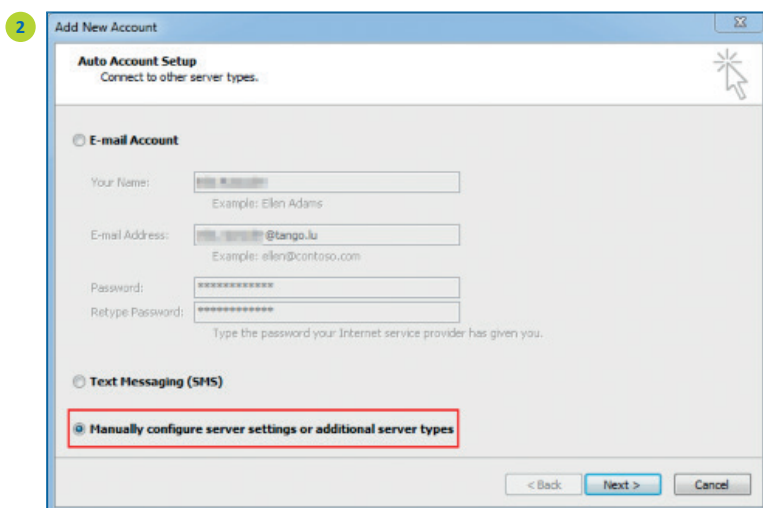 2
Add New Account
Auto Account Setup
Connect to other server types.
E-mail Account
Your Name:
Example: Ellen Adams
E-mail Address: @tango.lu
Example: ellen@contoso.com
Password: ************
Retype Password: ************
Type the password your Internet service provider has given you.
Text Messaging (SMS)
Manually configure server settings or additional server types
< Back Next > Cancel